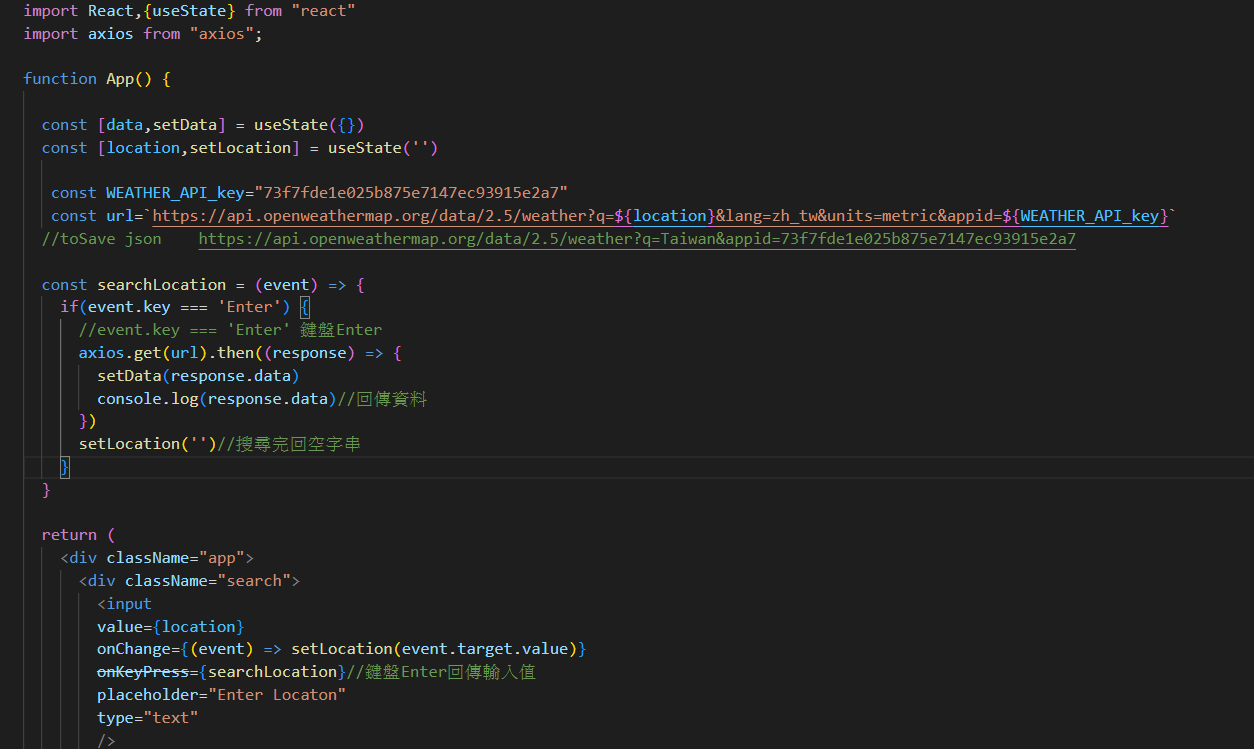 import React,{useState} from "react"
import axios from "axios";
function App() {
const [data,setData] = useState({})
const [location,setLocation] = useState('')
const WEATHER_API_key="73f7fde1e025b875e7147ec93915e2a7"
const url=`https://api.openweathermap.org/data/2.5/weather?q=${location}&lang=zh_tw&units=metric&appid=${WEATHER_API_key}`
//toSave json    https://api.openweathermap.org/data/2.5/weather?q=Taiwan&appid=73f7fde1e025b875e7147ec93915e2a7
const searchLocation = (event) => {
if(event.key === 'Enter') {
//event.key === 'Enter' 鍵盤Enter
axios.get(url).then((response) => {
setData(response.data)
console.log(response.data)//回傳資料
})
setLocation('')//搜尋完回空字串
}
}
return (
<div className="app">
<div className="search">
<input
value={location}
onChange={(event) => setLocation(event.target.value)}
onKeyPress={searchLocation}//鍵盤Enter回傳輸入值
placeholder="Enter Locaton"
type="text"
/>